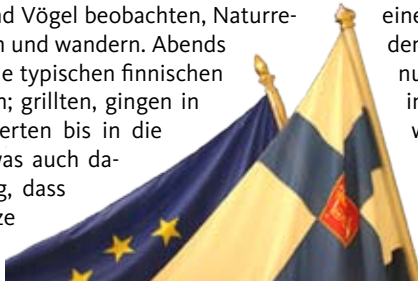 d Vögel beobachten, Naturre-
und wandern. Abends
e typischen finnischen
grillten, gingen in
erten bis in die
was auch da-
dass
ze
eine
der
nu
in
w